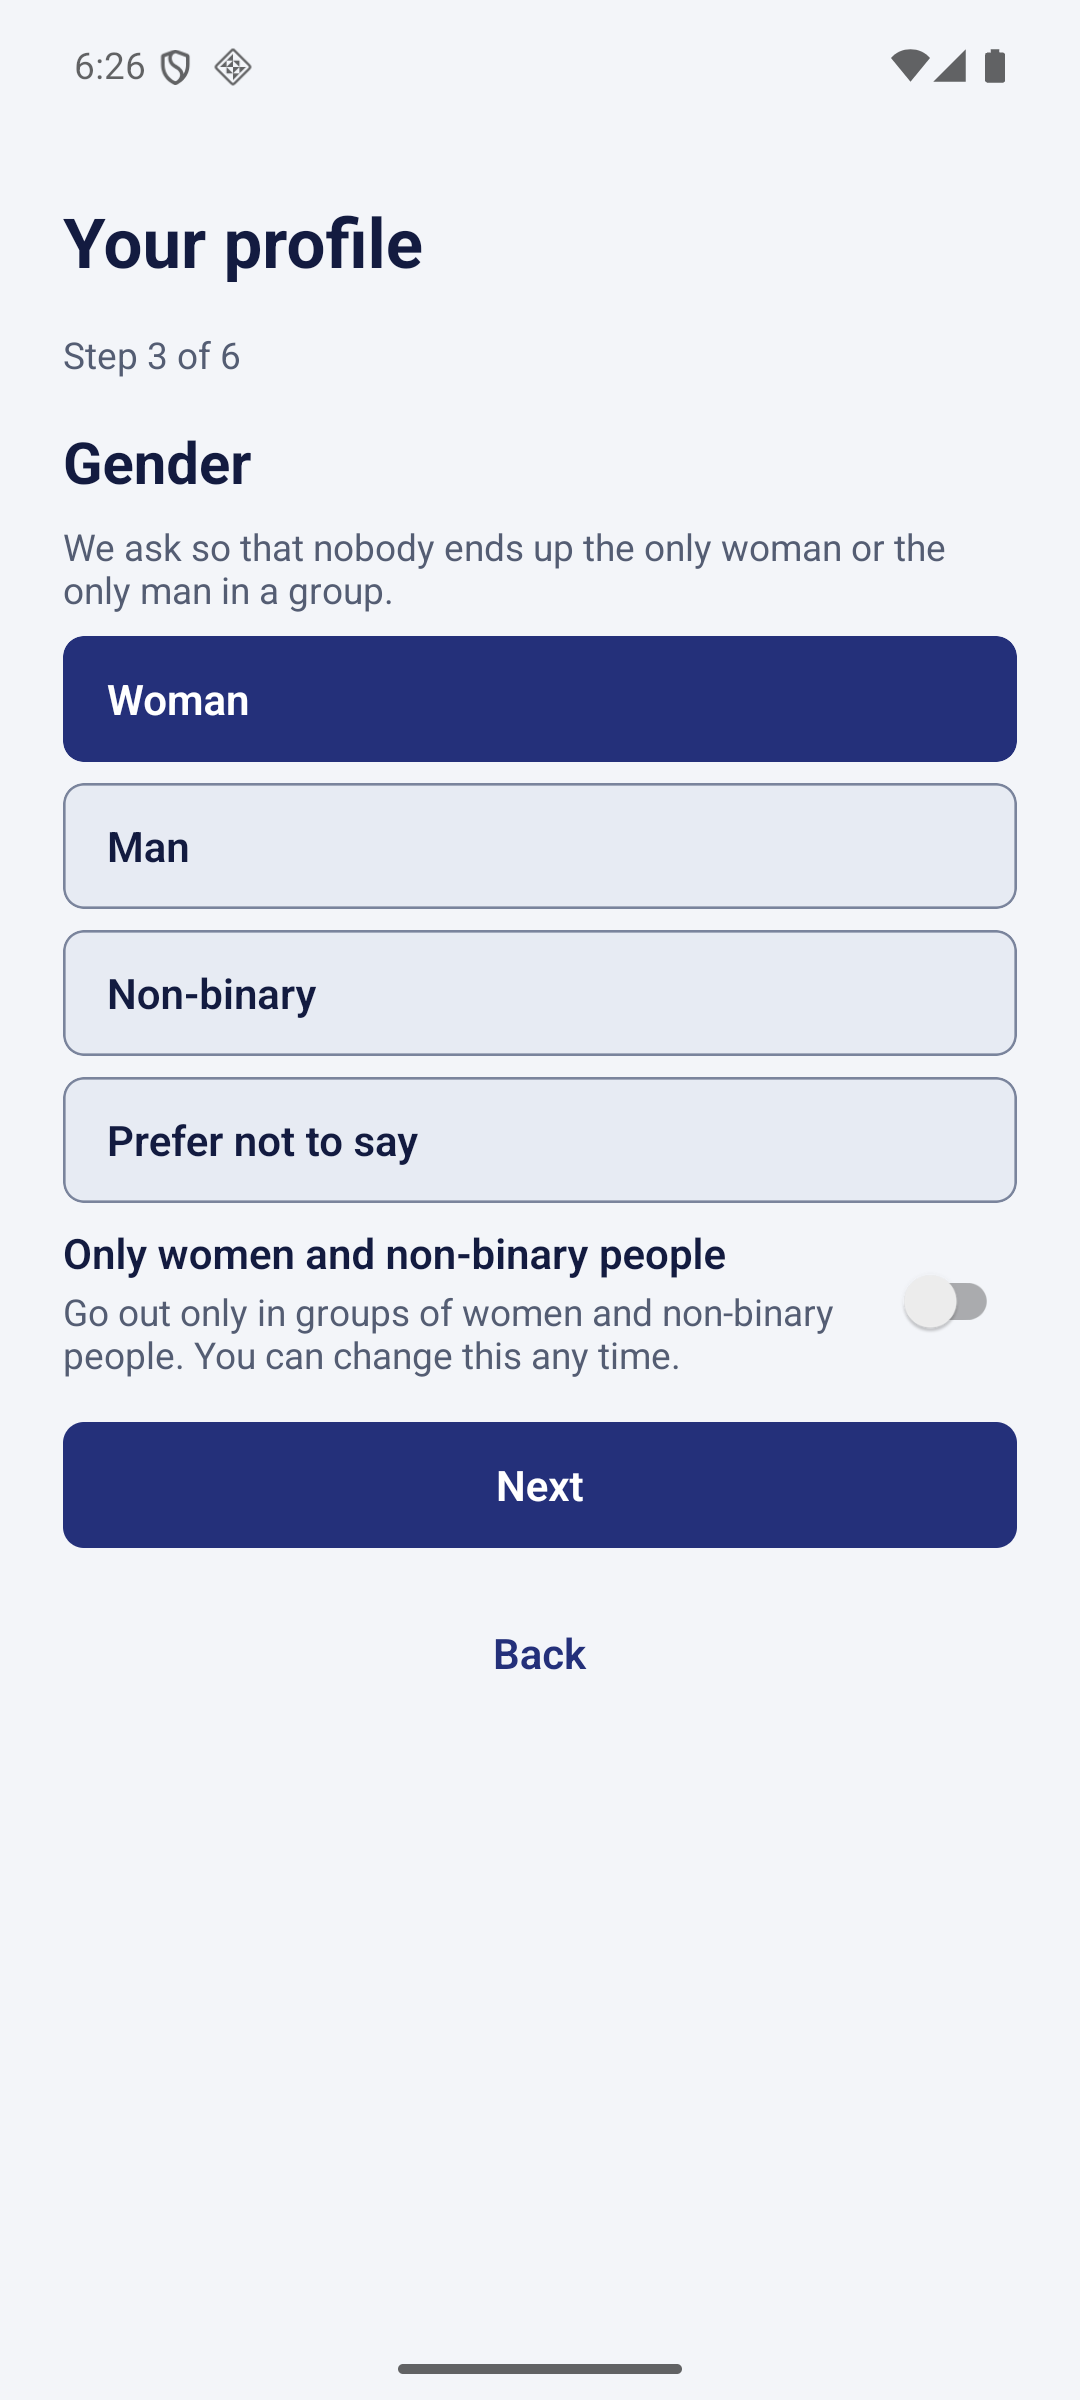 6:26
Your profile
Step 3 of 6
Gender
We ask so that nobody ends up the only woman or the
only man in a group.
Woman
Man
Non-binary
Prefer not to say
Only women and non-binary people
Go out only in groups of women and non-binary
people. You can change this any time.
Next
Back